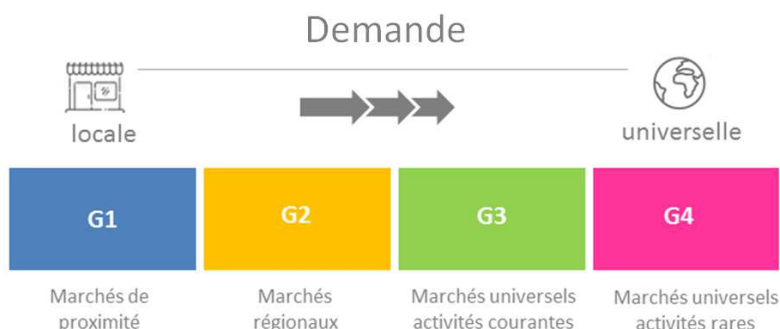 Demande
locale
universelle
G1
G2
G3
G4
Marchés de
proximité
Marchés
régionaux
Marchés universels
activités courantes
Marchés universels
activités rares